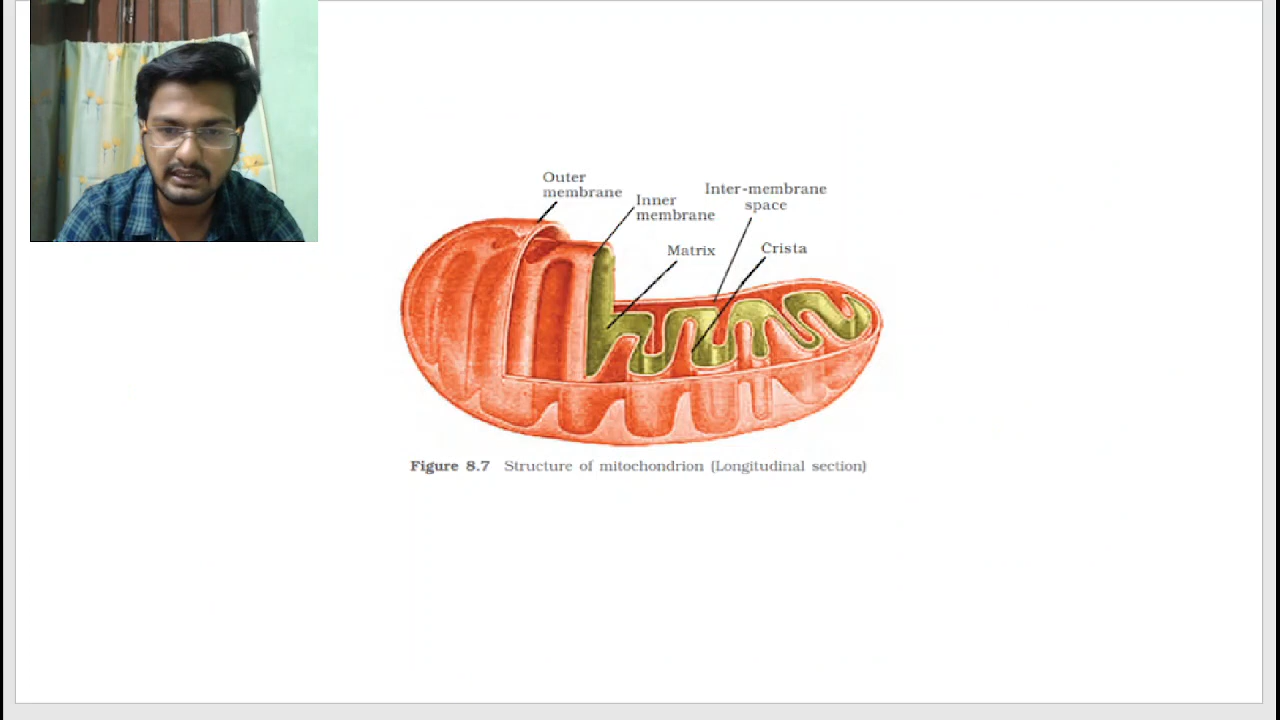 Outer
membrane
Inner
membrane
Inter-membrane
space
Matrix
Crista
Figure 8.7 Structure of mitochondrion (Longitudinal section)